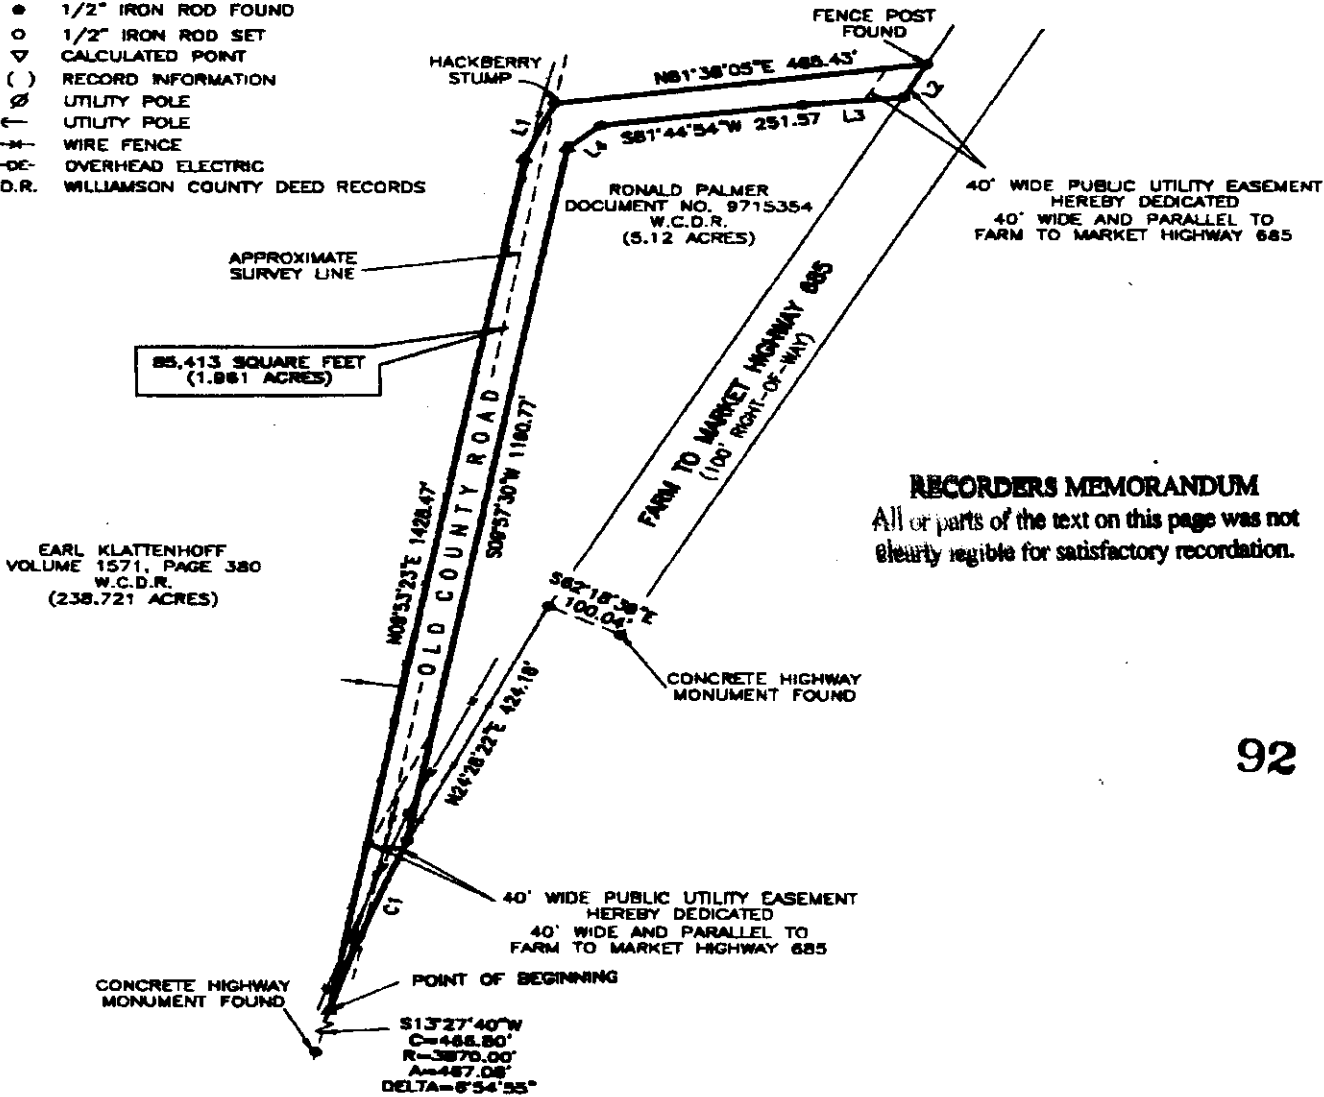 1/2" IRON ROD FOUND
1/2" IRON ROD SET
CALCULATED POINT
( ) RECORD INFORMATION
UTILITY POLE
UTILITY POLE
WIRE FENCE
-OE- OVERHEAD ELECTRIC
D.R. WILLIAMSON COUNTY DEED RECORDS
HACKBERRY
STUMP
FENCE POST
FOUND
N81°38'05"E 465.43'
L1
L2
L4
S81°44'54"W 251.57
L3
RONALD PALMER
DOCUMENT NO. 9715354
W.C.D.R.
(5.12 ACRES)
40' WIDE PUBLIC UTILITY EASEMENT
HEREBY DEDICATED
40' WIDE AND PARALLEL TO
FARM TO MARKET HIGHWAY 685
APPROXIMATE
SURVEY LINE
85,413 SQUARE FEET
(1.961 ACRES)
FARM TO MARKET HIGHWAY 685
(100' RIGHT-OF-WAY)
OLD COUNTY ROAD
N08°53'23"E 1428.47'
S08°57'30"W 1180.77'
RECORDERS MEMORANDUM
All or parts of the text on this page was not
clearly legible for satisfactory recordation.
EARL KLATTENHOFF
VOLUME 1571, PAGE 380
W.C.D.R.
(238.721 ACRES)
S62°18'38"E
100.04'
CONCRETE HIGHWAY
MONUMENT FOUND
N24°28'22"E 424.18'
92
C1
40' WIDE PUBLIC UTILITY EASEMENT
HEREBY DEDICATED
40' WIDE AND PARALLEL TO
FARM TO MARKET HIGHWAY 685
POINT OF BEGINNING
CONCRETE HIGHWAY
MONUMENT FOUND
S13°27'40"W
C=466.80'
R=3870.00'
A=467.08'
DELTA=6°54'55"